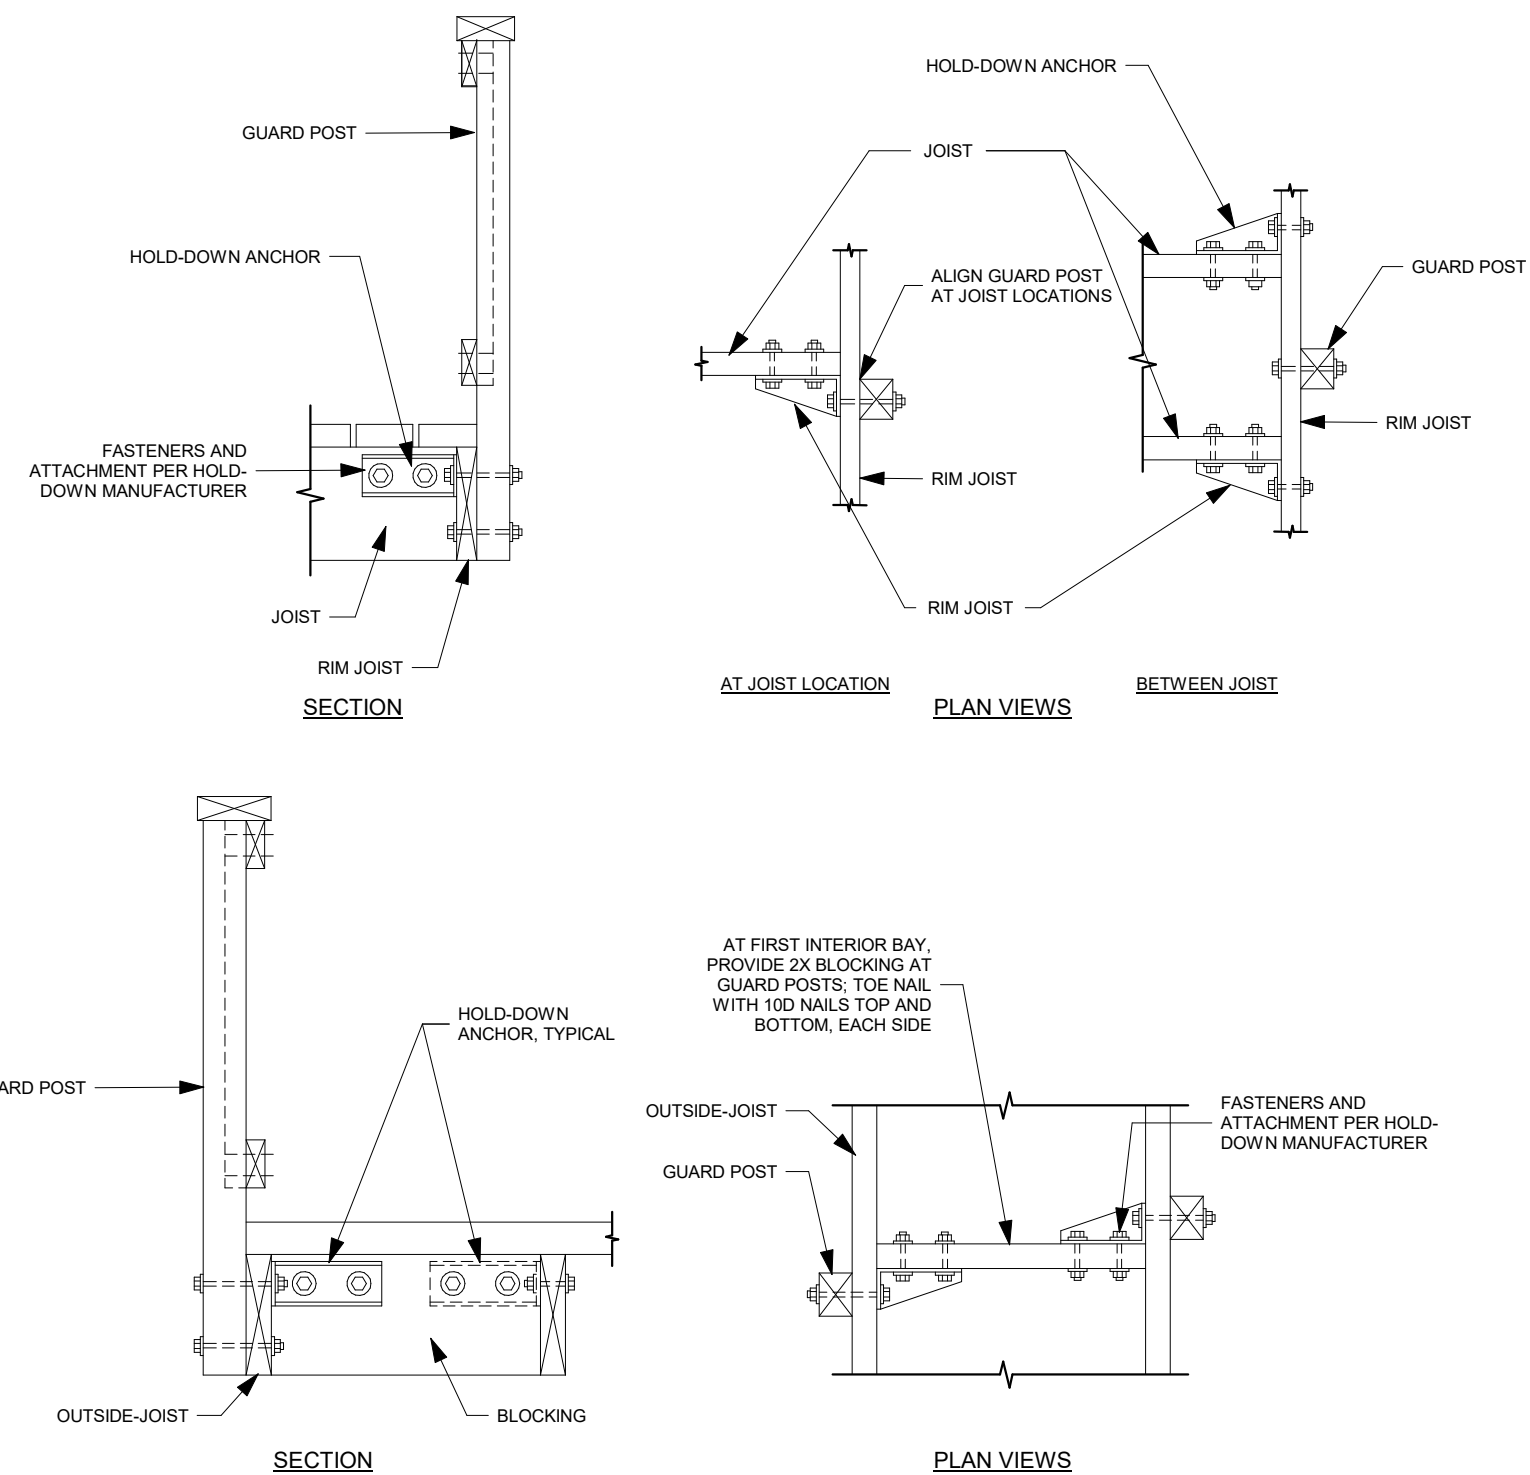 GUARD POST
HOLD-DOWN ANCHOR
FASTENERS AND
ATTACHMENT PER HOLD-
DOWN MANUFACTURER
JOIST
RIM JOIST
SECTION
HOLD-DOWN ANCHOR
JOIST
ALIGN GUARD POST
AT JOIST LOCATIONS
GUARD POST
RIM JOIST
RIM JOIST
RIM JOIST
AT JOIST LOCATION
BETWEEN JOIST
PLAN VIEWS
HOLD-DOWN
ANCHOR, TYPICAL
ARD POST
OUTSIDE-JOIST
BLOCKING
SECTION
AT FIRST INTERIOR BAY,
PROVIDE 2X BLOCKING AT
GUARD POSTS; TOE NAIL
WITH 10D NAILS TOP AND
BOTTOM, EACH SIDE
OUTSIDE-JOIST
GUARD POST
FASTENERS AND
ATTACHMENT PER HOLD-
DOWN MANUFACTURER
PLAN VIEWS